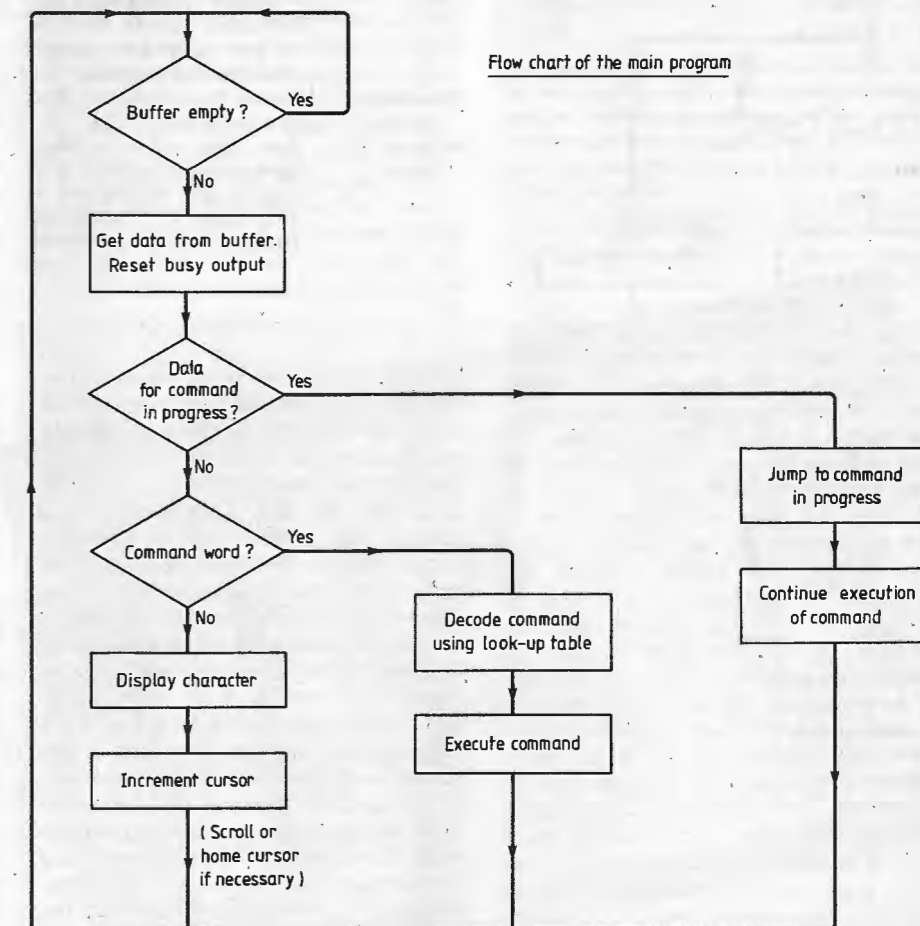 Flow chart of the main program
Buffer empty ?
Yes
No
Get data from buffer.
Reset busy output
Data
for command
in progress ?
Yes
No
Jump to command
in progress
Continue execution
of command
Command word ?
Yes
No
Decode command
using look-up table
Execute command
Display character
Increment cursor
( Scroll or
home cursor
if necessary )